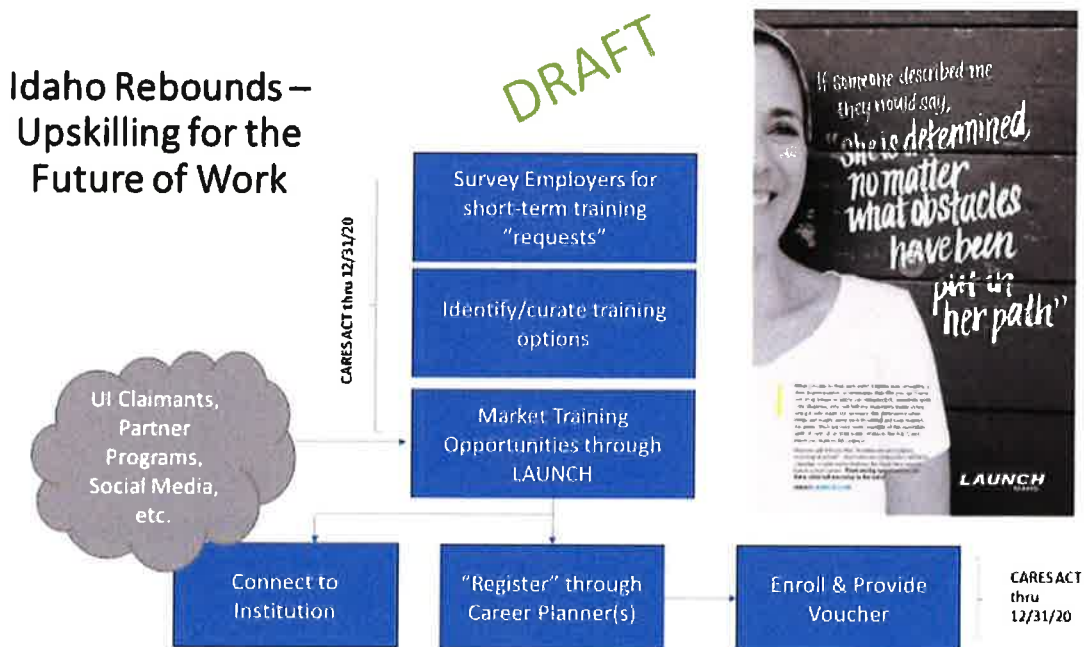 Idaho Rebounds –
Upskilling for the
Future of Work
DRAFT
CARES ACT thru 12/31/20
Survey Employers for
short-term training
"requests"
Identify/curate training
options
Market Training
Opportunities through
LAUNCH
UI Claimants,
Partner
Programs,
Social Media,
etc.
Connect to
Institution
"Register" through
Career Planner(s)
Enroll & Provide
Voucher
CARES ACT
thru
12/31/20
If someone described me
they would say,
"she is determined,
no matter
what obstacles
have been
put in
her path"
LAUNCH